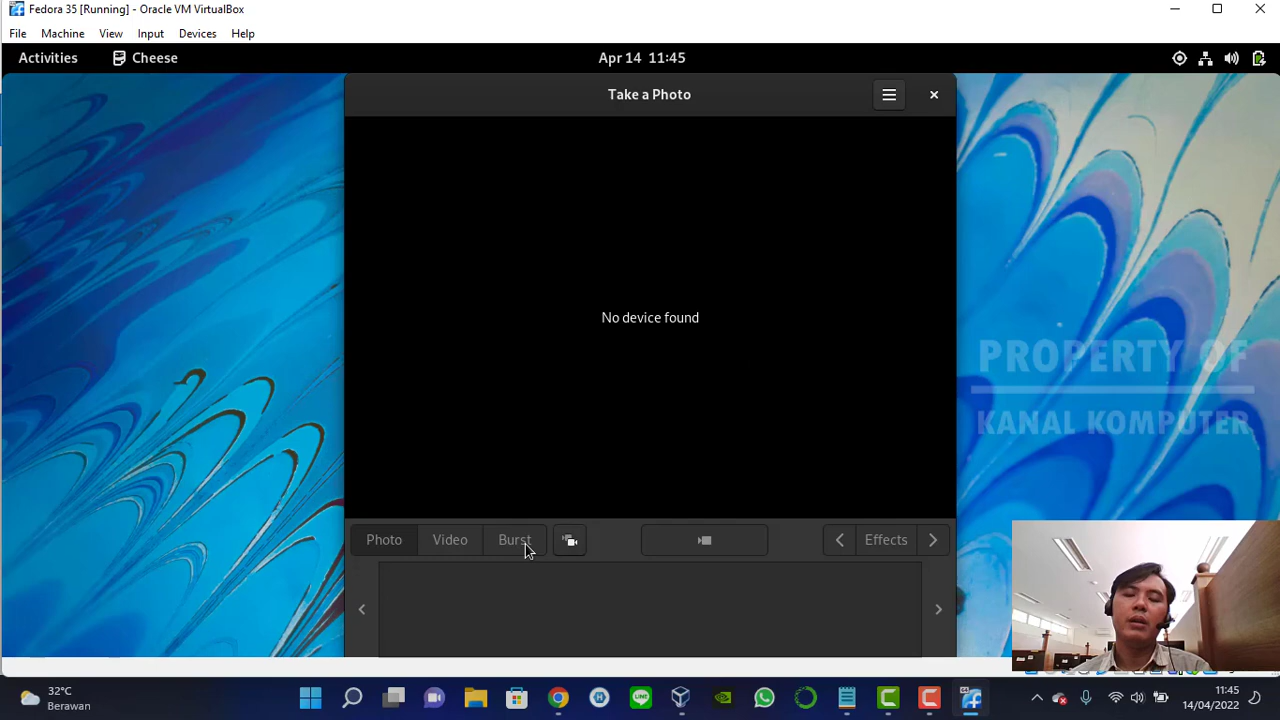 Fedora 35 [Running] - Oracle VM VirtualBox
File Machine View Input Devices Help
Activities Cheese Apr 14 11:45
Take a Photo
No device found
PROPERTY OF
KANAL KOMPUTER
Photo Video Burst Effects
32°C
Berawan
11:45
14/04/2022